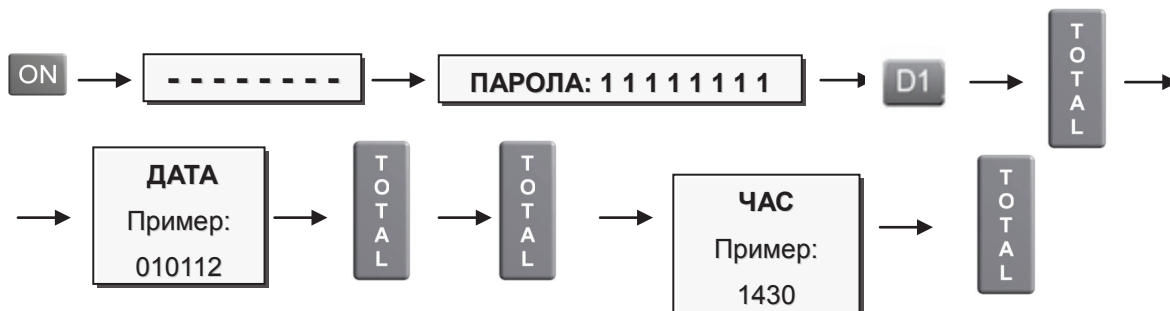 ON
- - - - - - - -
ПАРОЛА: 1 1 1 1 1 1 1 1
D1
TOTAL
ДАТА
Пример:
010112
TOTAL
TOTAL
ЧАС
Пример:
1430
TOTAL